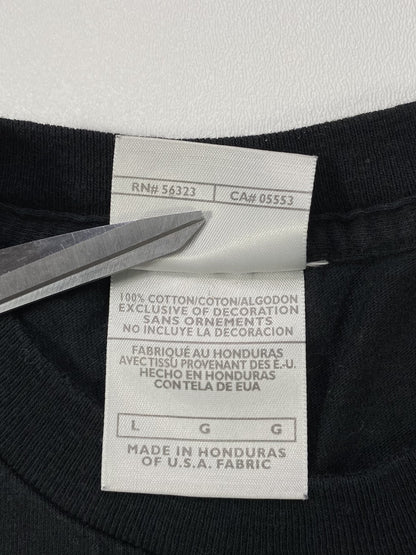 RN# 56323 CA# 05553
100% COTTON/COTON/ALGODON
EXCLUSIVE OF DECORATION
SANS ORNEMENTS
NO INCLUYE LA DECORACION
FABRIQUÉ AU HONDURAS
AVEC TISSU PROVENANT DES É.-U.
HECHO EN HONDURAS
CON TELA DE EUA
L G G
MADE IN HONDURAS
OF U.S.A. FABRIC